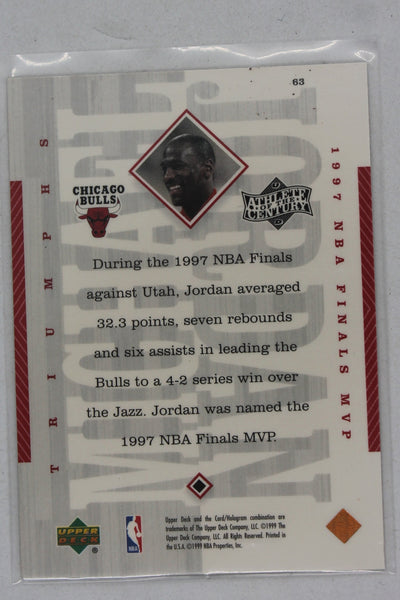 63
MICHAEL
JORDAN
CHICAGO
BULLS
ATHLETE
OF THE
CENTURY
TRIUMPHS
1997 NBA FINALS MVP
During the 1997 NBA Finals
against Utah, Jordan averaged
32.3 points, seven rebounds
and six assists in leading the
Bulls to a 4-2 series win over
the Jazz. Jordan was named the
1997 NBA Finals MVP.
UPPER
DECK
NBA
Upper Deck and the Card/Hologram combination are
trademarks of The Upper Deck Company, LLC. ©1999 The
Upper Deck Company, LLC. All Rights Reserved. Printed in
the U.S.A. ©1999 NBA Properties, Inc.